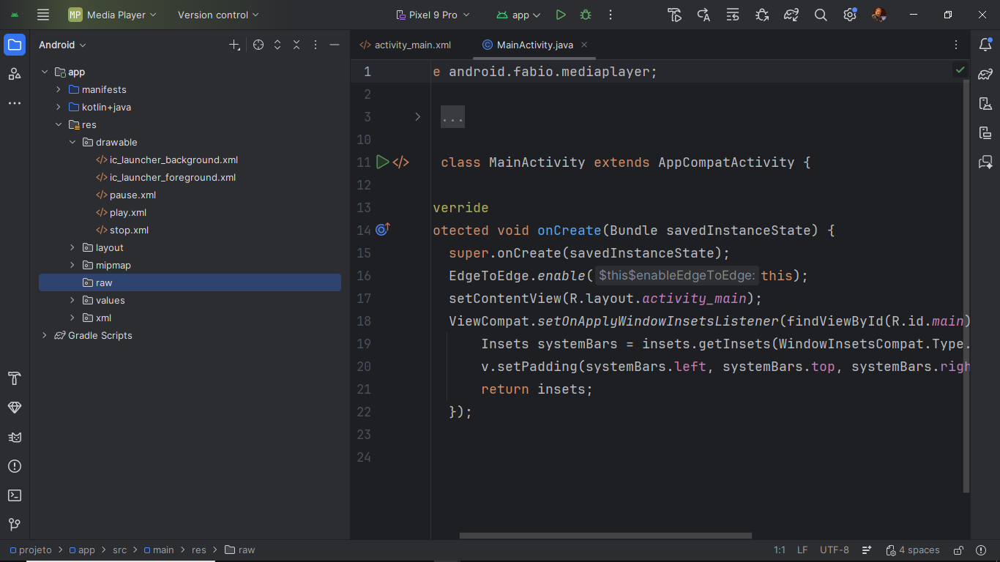 MP Media Player Version control Pixel 9 Pro app
Android
app
manifests
kotlin+java
res
drawable
ic_launcher_background.xml
ic_launcher_foreground.xml
pause.xml
play.xml
stop.xml
layout
mipmap
raw
values
xml
Gradle Scripts
activity_main.xml MainActivity.java
1 e android.fabio.mediaplayer;
2
3 ...
10
11 class MainActivity extends AppCompatActivity {
12
13 verride
14 otected void onCreate(Bundle savedInstanceState) {
15 super.onCreate(savedInstanceState);
16 EdgeToEdge.enable( $this$enableEdgeToEdge: this);
17 setContentView(R.layout.activity_main);
18 ViewCompat.setOnApplyWindowInsetsListener(findViewById(R.id.main)
19 Insets systemBars = insets.getInsets(WindowInsetsCompat.Type.
20 v.setPadding(systemBars.left, systemBars.top, systemBars.righ
21 return insets;
22 });
23
24
projeto > app > src > main > res > raw 1:1 LF UTF-8 4 spaces